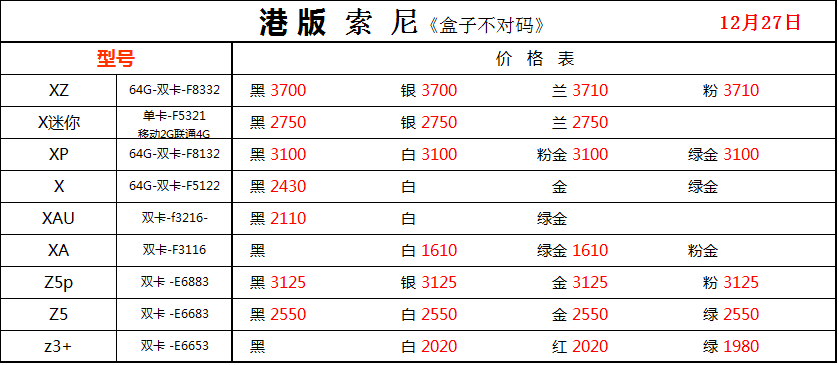 港版 索尼《盒子不对码》 12月27日
型号 价格表
XZ 64G-双卡-F8332 黑 3700 银 3700 兰 3710 粉 3710
X迷你 单卡-F5321 黑 2750 银 2750 兰 2750
移动2G联通4G
XP 64G-双卡-F8132 黑 3100 白 3100 粉金 3100 绿金 3100
X 64G-双卡-F5122 黑 2430 白 金 绿金
XAU 双卡-f3216- 黑 2110 白 绿金
XA 双卡-F3116 黑 白 1610 绿金 1610 粉金
Z5p 双卡 -E6883 黑 3125 银 3125 金 3125 粉 3125
Z5 双卡 -E6683 黑 2550 白 2550 金 2550 绿 2550
z3+ 双卡 -E6653 黑 白 2020 红 2020 绿 1980